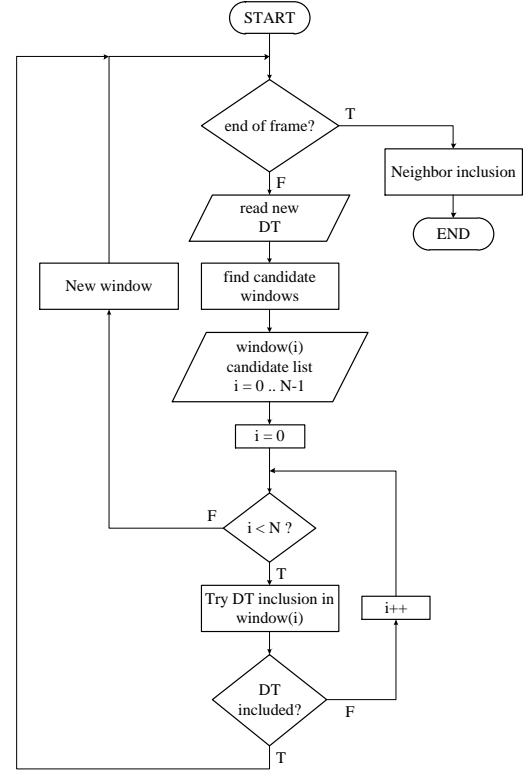 START
end of frame?
T
Neighbor inclusion
F
END
read new
DT
find candidate
windows
New window
window(i)
candidate list
i = 0 .. N-1
i = 0
F
i < N ?
T
Try DT inclusion in
window(i)
i++
DT
included?
F
T